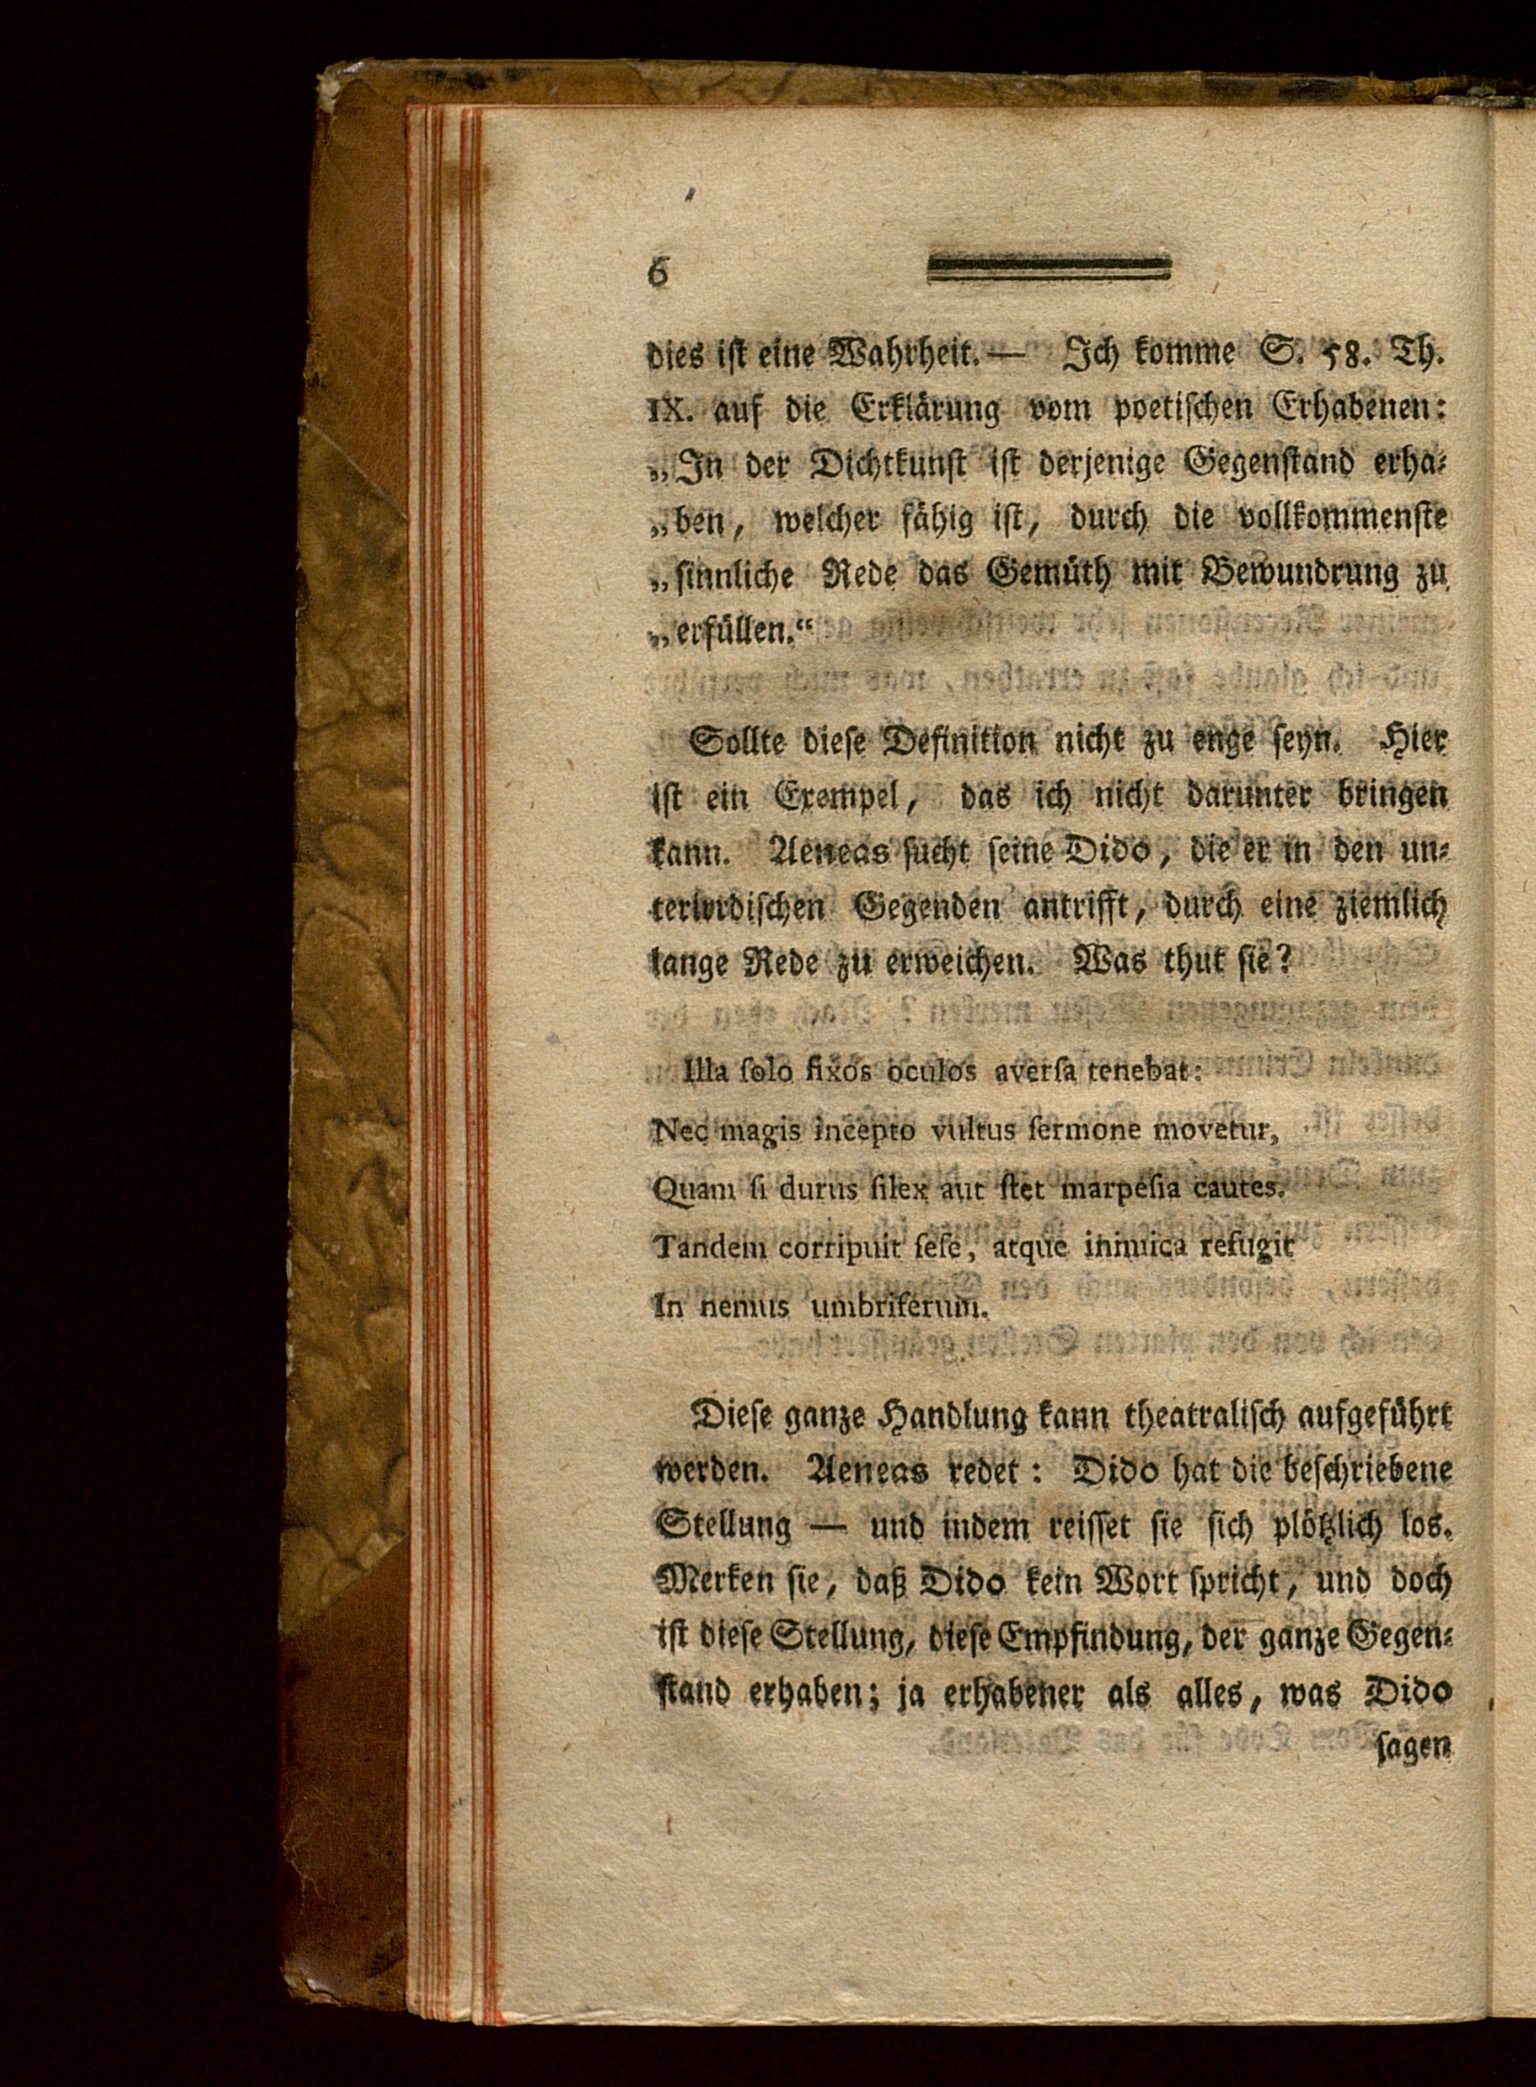 6
dies ist eine Wahrheit. — Ich komme S. 58. Th.
IX. auf die Erklärung vom poetischen Erhabenen:
„In der Dichtkunst ist derjenige Gegenstand erha-
„ben, welcher fähig ist, durch die vollkommenste
„sinnliche Rede das Gemüth mit Bewundrung zu
„erfüllen.“
Sollte diese Definition nicht zu enge seyn. Hier
ist ein Exempel, das ich nicht darunter bringen
kann. Aeneas sucht seine Dido, die er in den un-
terirrdischen Gegenden antrifft, durch eine ziemlich
lange Rede zu erweichen. Was thut sie?
Illa ſolo fixos oculos averſa tenebat:
Nec magis incepto vultus ſermone movetur,
Quam ſi durus ſilex aut ſtet marpeſia cautes.
Tandem corripuit ſeſe, atque inimica refugit
In nemus umbriferum.
Diese ganze Handlung kann theatralisch aufgeführt
werden. Aeneas redet: Dido hat die beschriebene
Stellung — und indem reisset sie sich plötzlich los.
Merken sie, daß Dido kein Wort spricht, und doch
ist diese Stellung, diese Empfindung, der ganze Gegen-
stand erhaben; ja erhabener als alles, was Dido
sagen